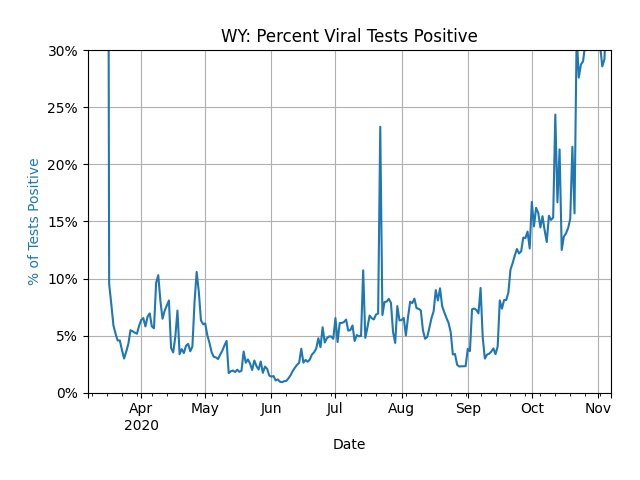 WY: Percent Viral Tests Positive
30%
25%
20%
15%
10%
5%
0%
% of Tests Positive
Apr May Jun Jul Aug Sep Oct Nov
2020
Date